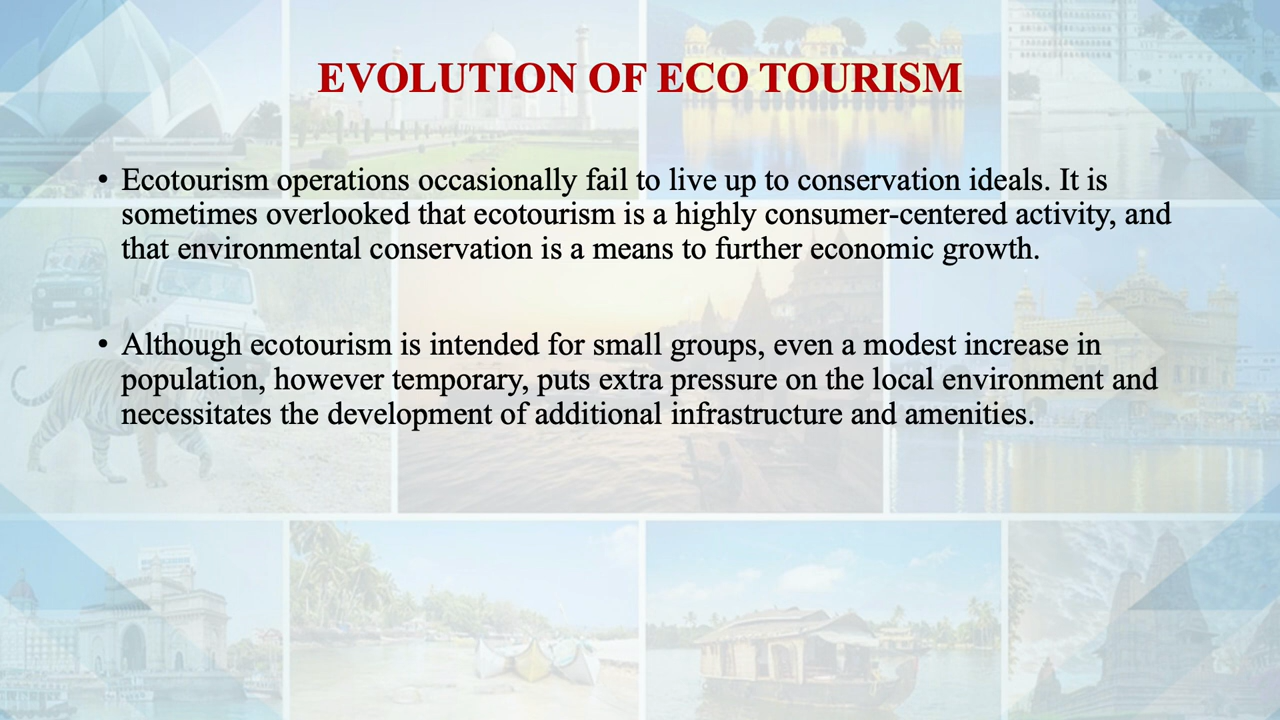 EVOLUTION OF ECO TOURISM
• Ecotourism operations occasionally fail to live up to conservation ideals. It is
sometimes overlooked that ecotourism is a highly consumer-centered activity, and
that environmental conservation is a means to further economic growth.
• Although ecotourism is intended for small groups, even a modest increase in
population, however temporary, puts extra pressure on the local environment and
necessitates the development of additional infrastructure and amenities.